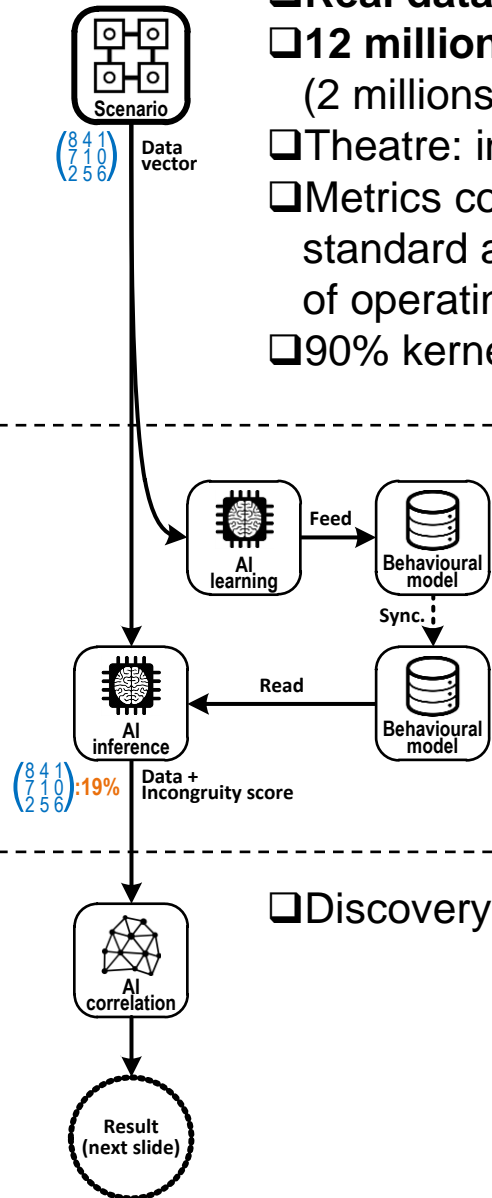 ❑Real data
❑12 million
(2 millions
❑Theatre: in
❑Metrics co
standard a
of operatin
❑90% kerne
Scenario
(8 4 1
7 1 0
2 5 6)
Data
vector
AI
learning
Feed
Behavioural
model
Sync.
AI
inference
Read
Behavioural
model
(8 4 1
7 1 0
2 5 6):19%
Data +
Incongruity score
❑Discovery
AI
correlation
Result
(next slide)